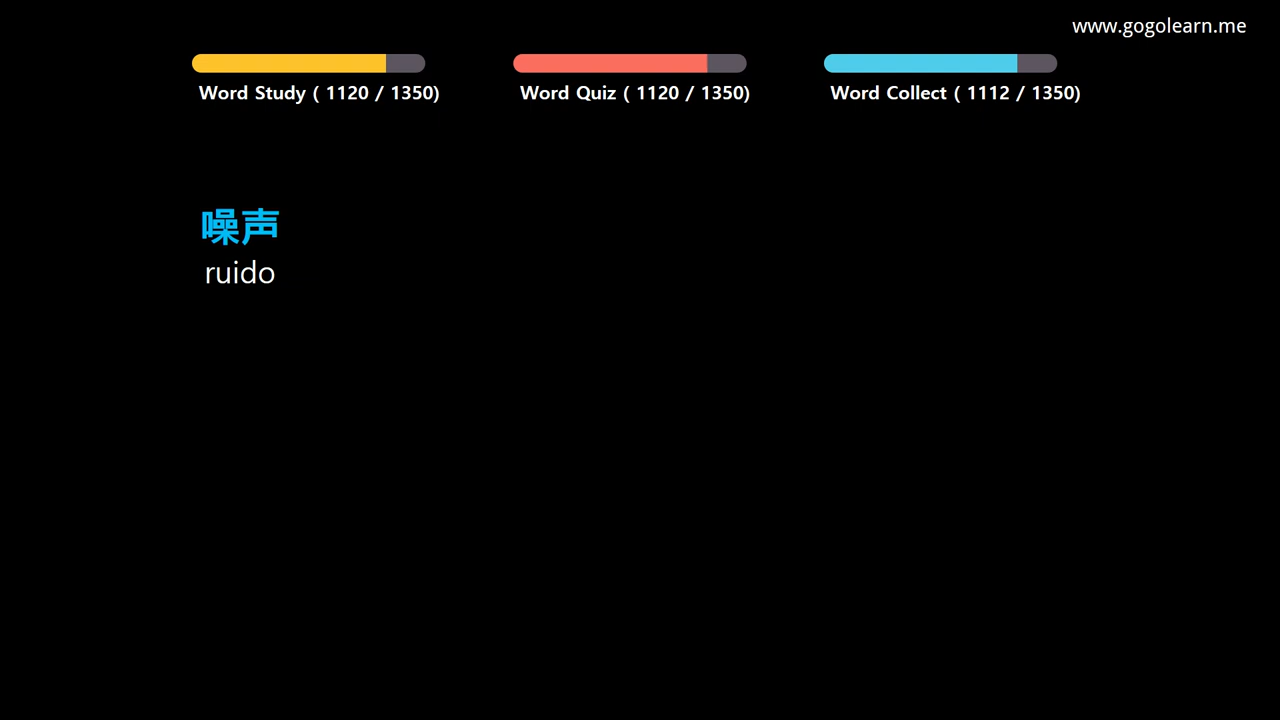 www.gogolearn.me
Word Study ( 1120 / 1350)
Word Quiz ( 1120 / 1350)
Word Collect ( 1112 / 1350)
噪声
ruido